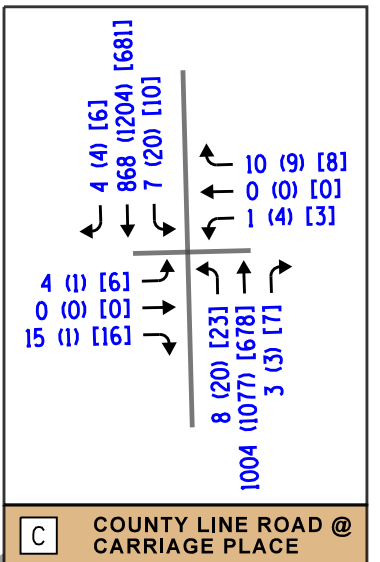 4 (4) [6]
868 (1204) [681]
7 (20) [10]
10 (9) [8]
0 (0) [0]
1 (4) [3]
4 (1) [6]
0 (0) [0]
15 (1) [16]
8 (20) [23]
1004 (1077) [678]
3 (3) [7]
C
COUNTY LINE ROAD @
CARRIAGE PLACE